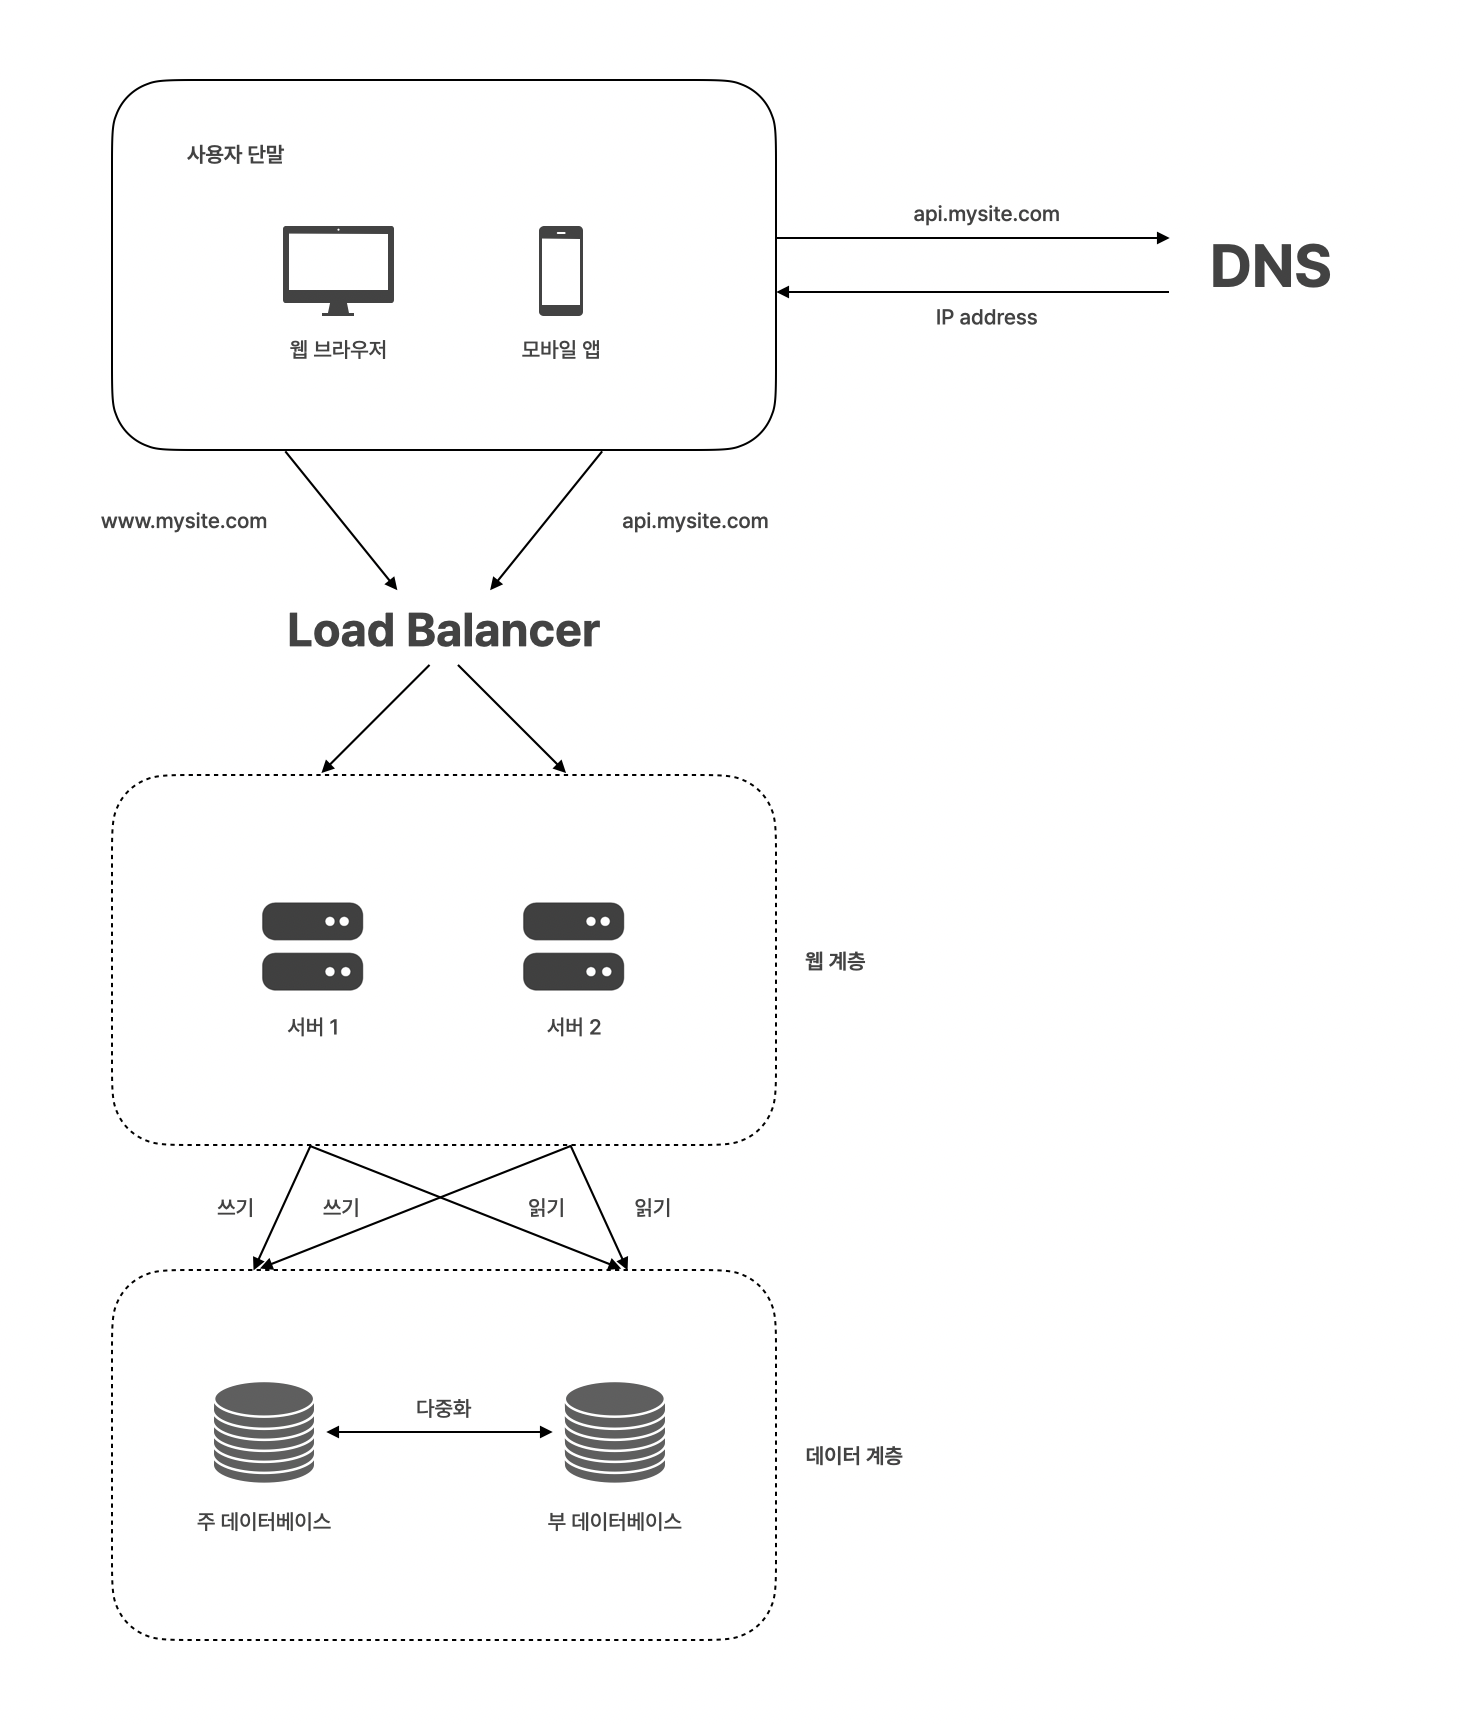 사용자 단말
웹 브라우저
모바일 앱
api.mysite.com
DNS
IP address
www.mysite.com
api.mysite.com
Load Balancer
서버 1
서버 2
웹 계층
쓰기
쓰기
읽기
읽기
다중화
주 데이터베이스
부 데이터베이스
데이터 계층